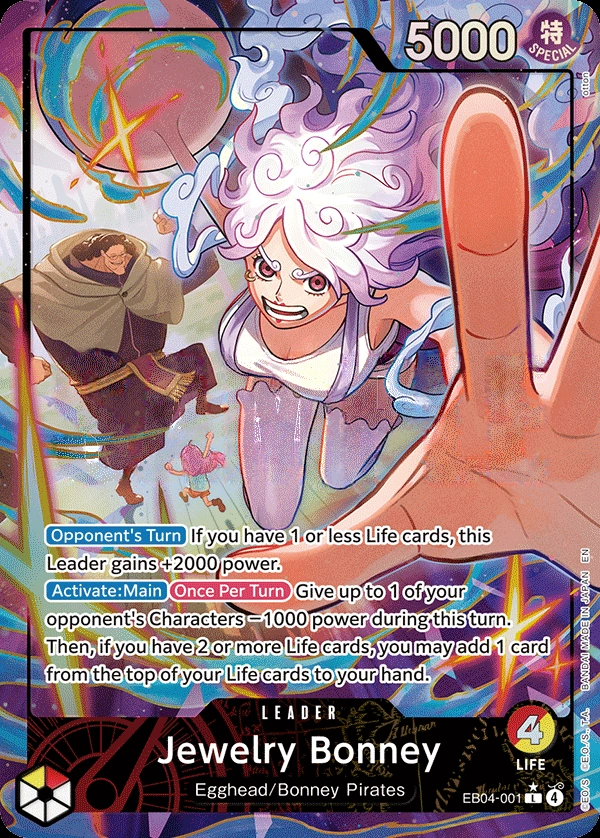 5000
特
SPECIAL
otton
Opponent's Turn If you have 1 or less Life cards, this
Leader gains +2000 power.
Activate:Main Once Per Turn Give up to 1 of your
opponent's Characters −1000 power during this turn.
Then, if you have 2 or more Life cards, you may add 1 card
from the top of your Life cards to your hand.
LEADER
Jewelry Bonney
Egghead/Bonney Pirates
4
LIFE
EB04-001 L 4
©E.O./S. ©E.O./S., T.A. BANDAI MADE IN JAPAN EN